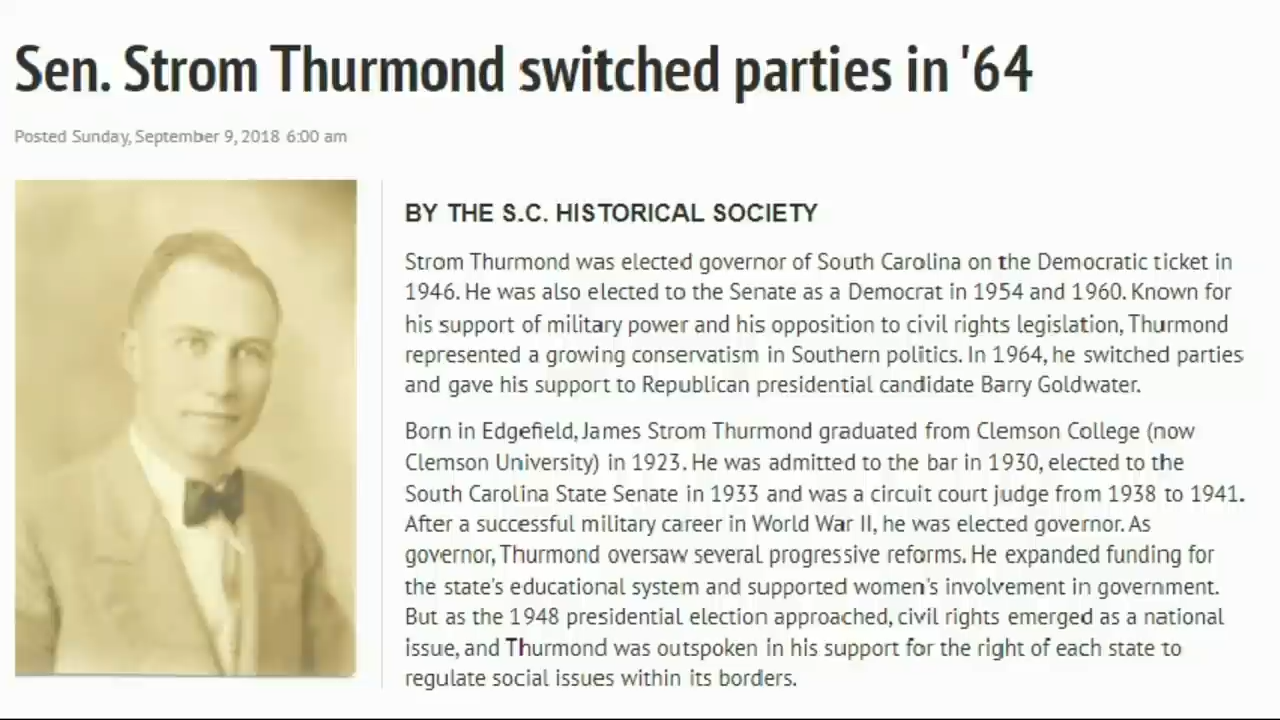 Sen. Strom Thurmond switched parties in '64
Posted Sunday, September 9, 2018 6:00 am
BY THE S.C. HISTORICAL SOCIETY
Strom Thurmond was elected governor of South Carolina on the Democratic ticket in
1946. He was also elected to the Senate as a Democrat in 1954 and 1960. Known for
his support of military power and his opposition to civil rights legislation, Thurmond
represented a growing conservatism in Southern politics. In 1964, he switched parties
and gave his support to Republican presidential candidate Barry Goldwater.
Born in Edgefield, James Strom Thurmond graduated from Clemson College (now
Clemson University) in 1923. He was admitted to the bar in 1930, elected to the
South Carolina State Senate in 1933 and was a circuit court judge from 1938 to 1941.
After a successful military career in World War II, he was elected governor. As
governor, Thurmond oversaw several progressive reforms. He expanded funding for
the state's educational system and supported women's involvement in government.
But as the 1948 presidential election approached, civil rights emerged as a national
issue, and Thurmond was outspoken in his support for the right of each state to
regulate social issues within its borders.